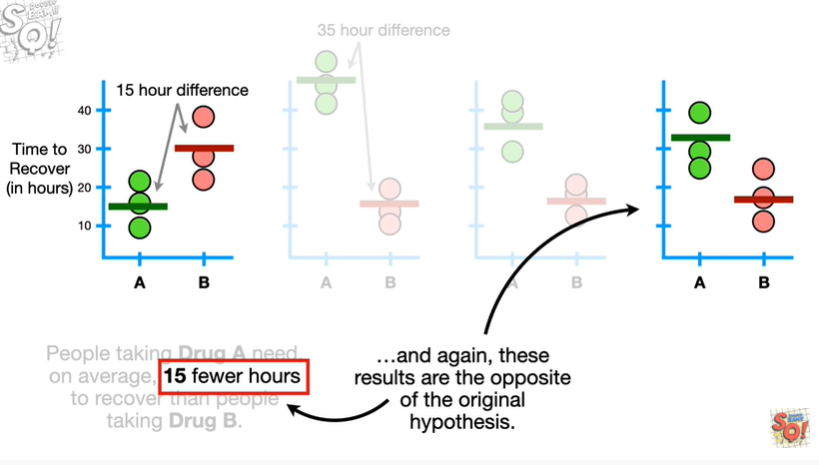 35 hour difference
15 hour difference
40
30
20
10
Time to
Recover
(in hours)
A
B
A
B
A
B
A
B
People taking Drug A need,
on average, 15 fewer hours
to recover than people
taking Drug B.
...and again, these
results are the opposite
of the original
hypothesis.
SQ!